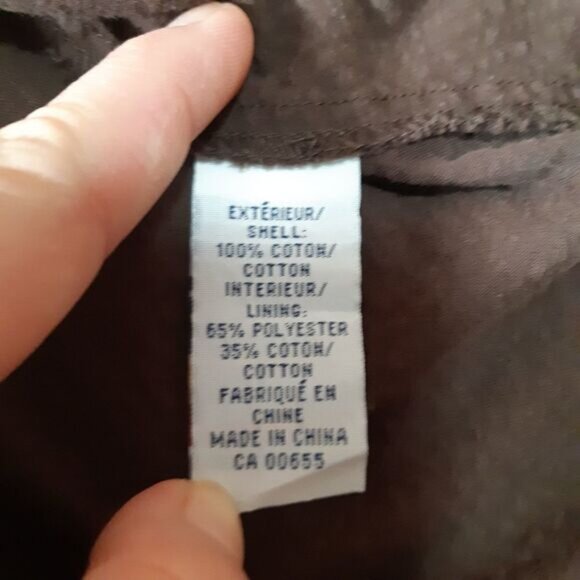 EXTÉRIEUR/
SHELL:
100% COTON/
COTTON
INTERIEUR/
LINING:
65% POLYESTER
35% COTON/
COTTON
FABRIQUÉ EN
CHINE
MADE IN CHINA
CA 00655